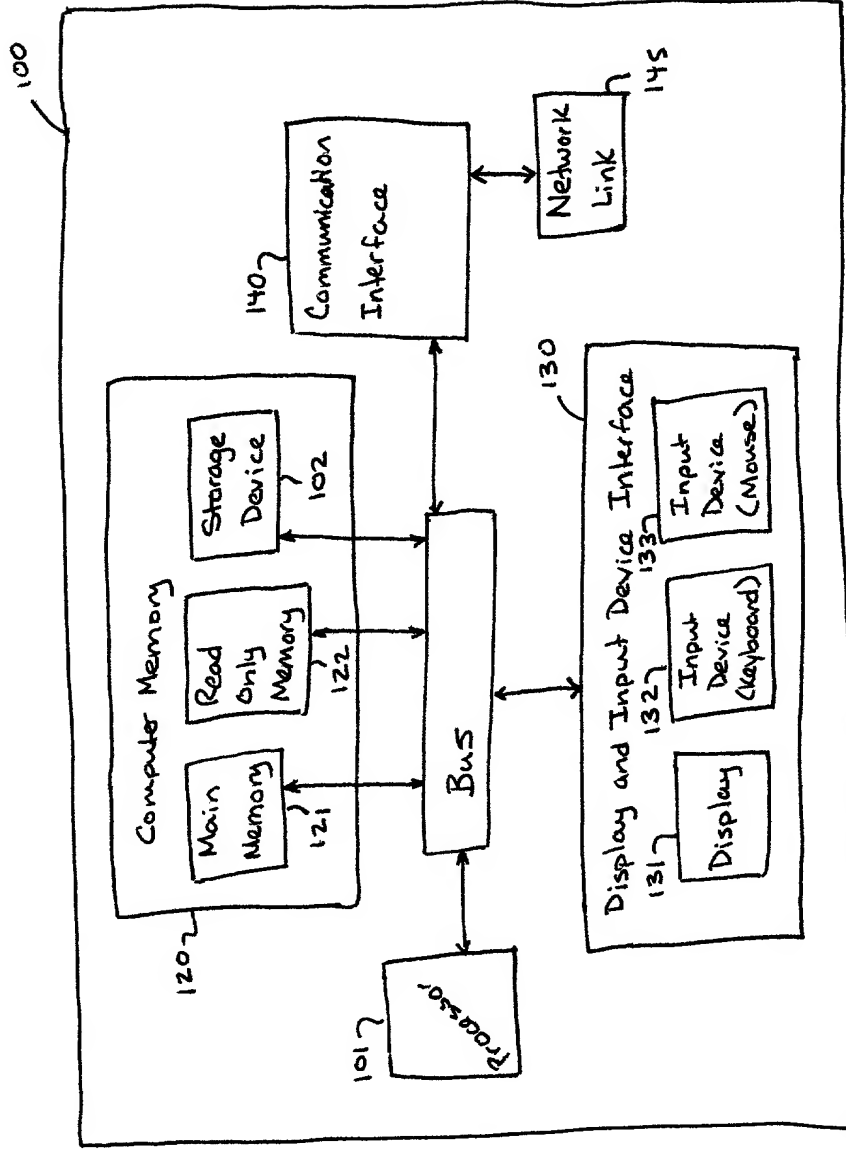 100
120
Computer Memory
Main
Memory
121
Read
Only
Memory
122
Storage
Device
102
140
Communication
Interface
101
Processor
Bus
Network
Link
145
130
Display and Input Device Interface
131
Display
132
Input
Device
(Keyboard)
133
Input
Device
(Mouse)